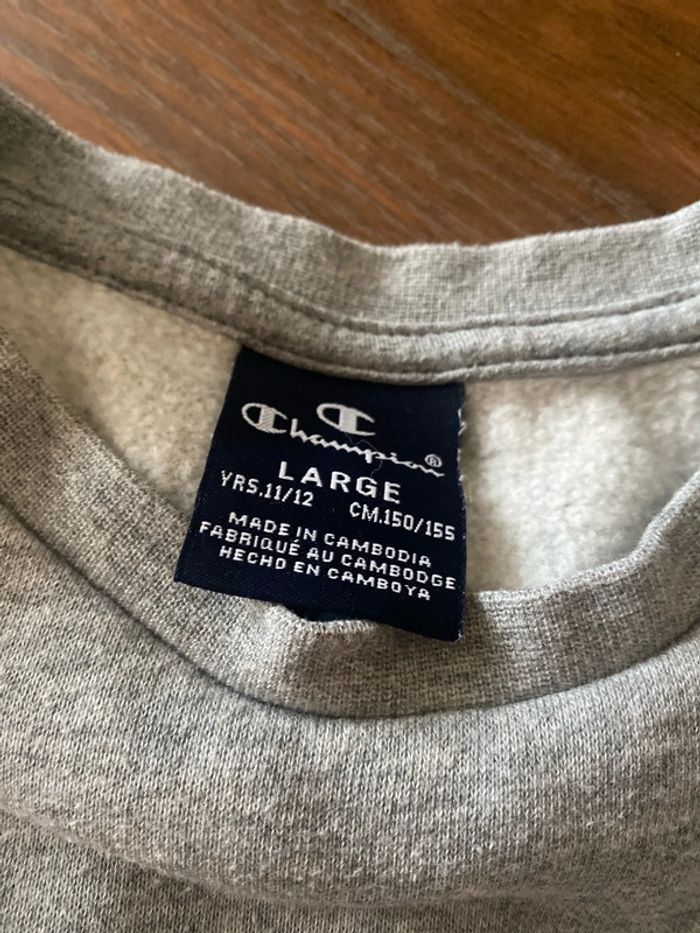 Champion®
LARGE
YRS.11/12 CM.150/155
MADE IN CAMBODIA
FABRIQUÉ AU CAMBODGE
HECHO EN CAMBOYA